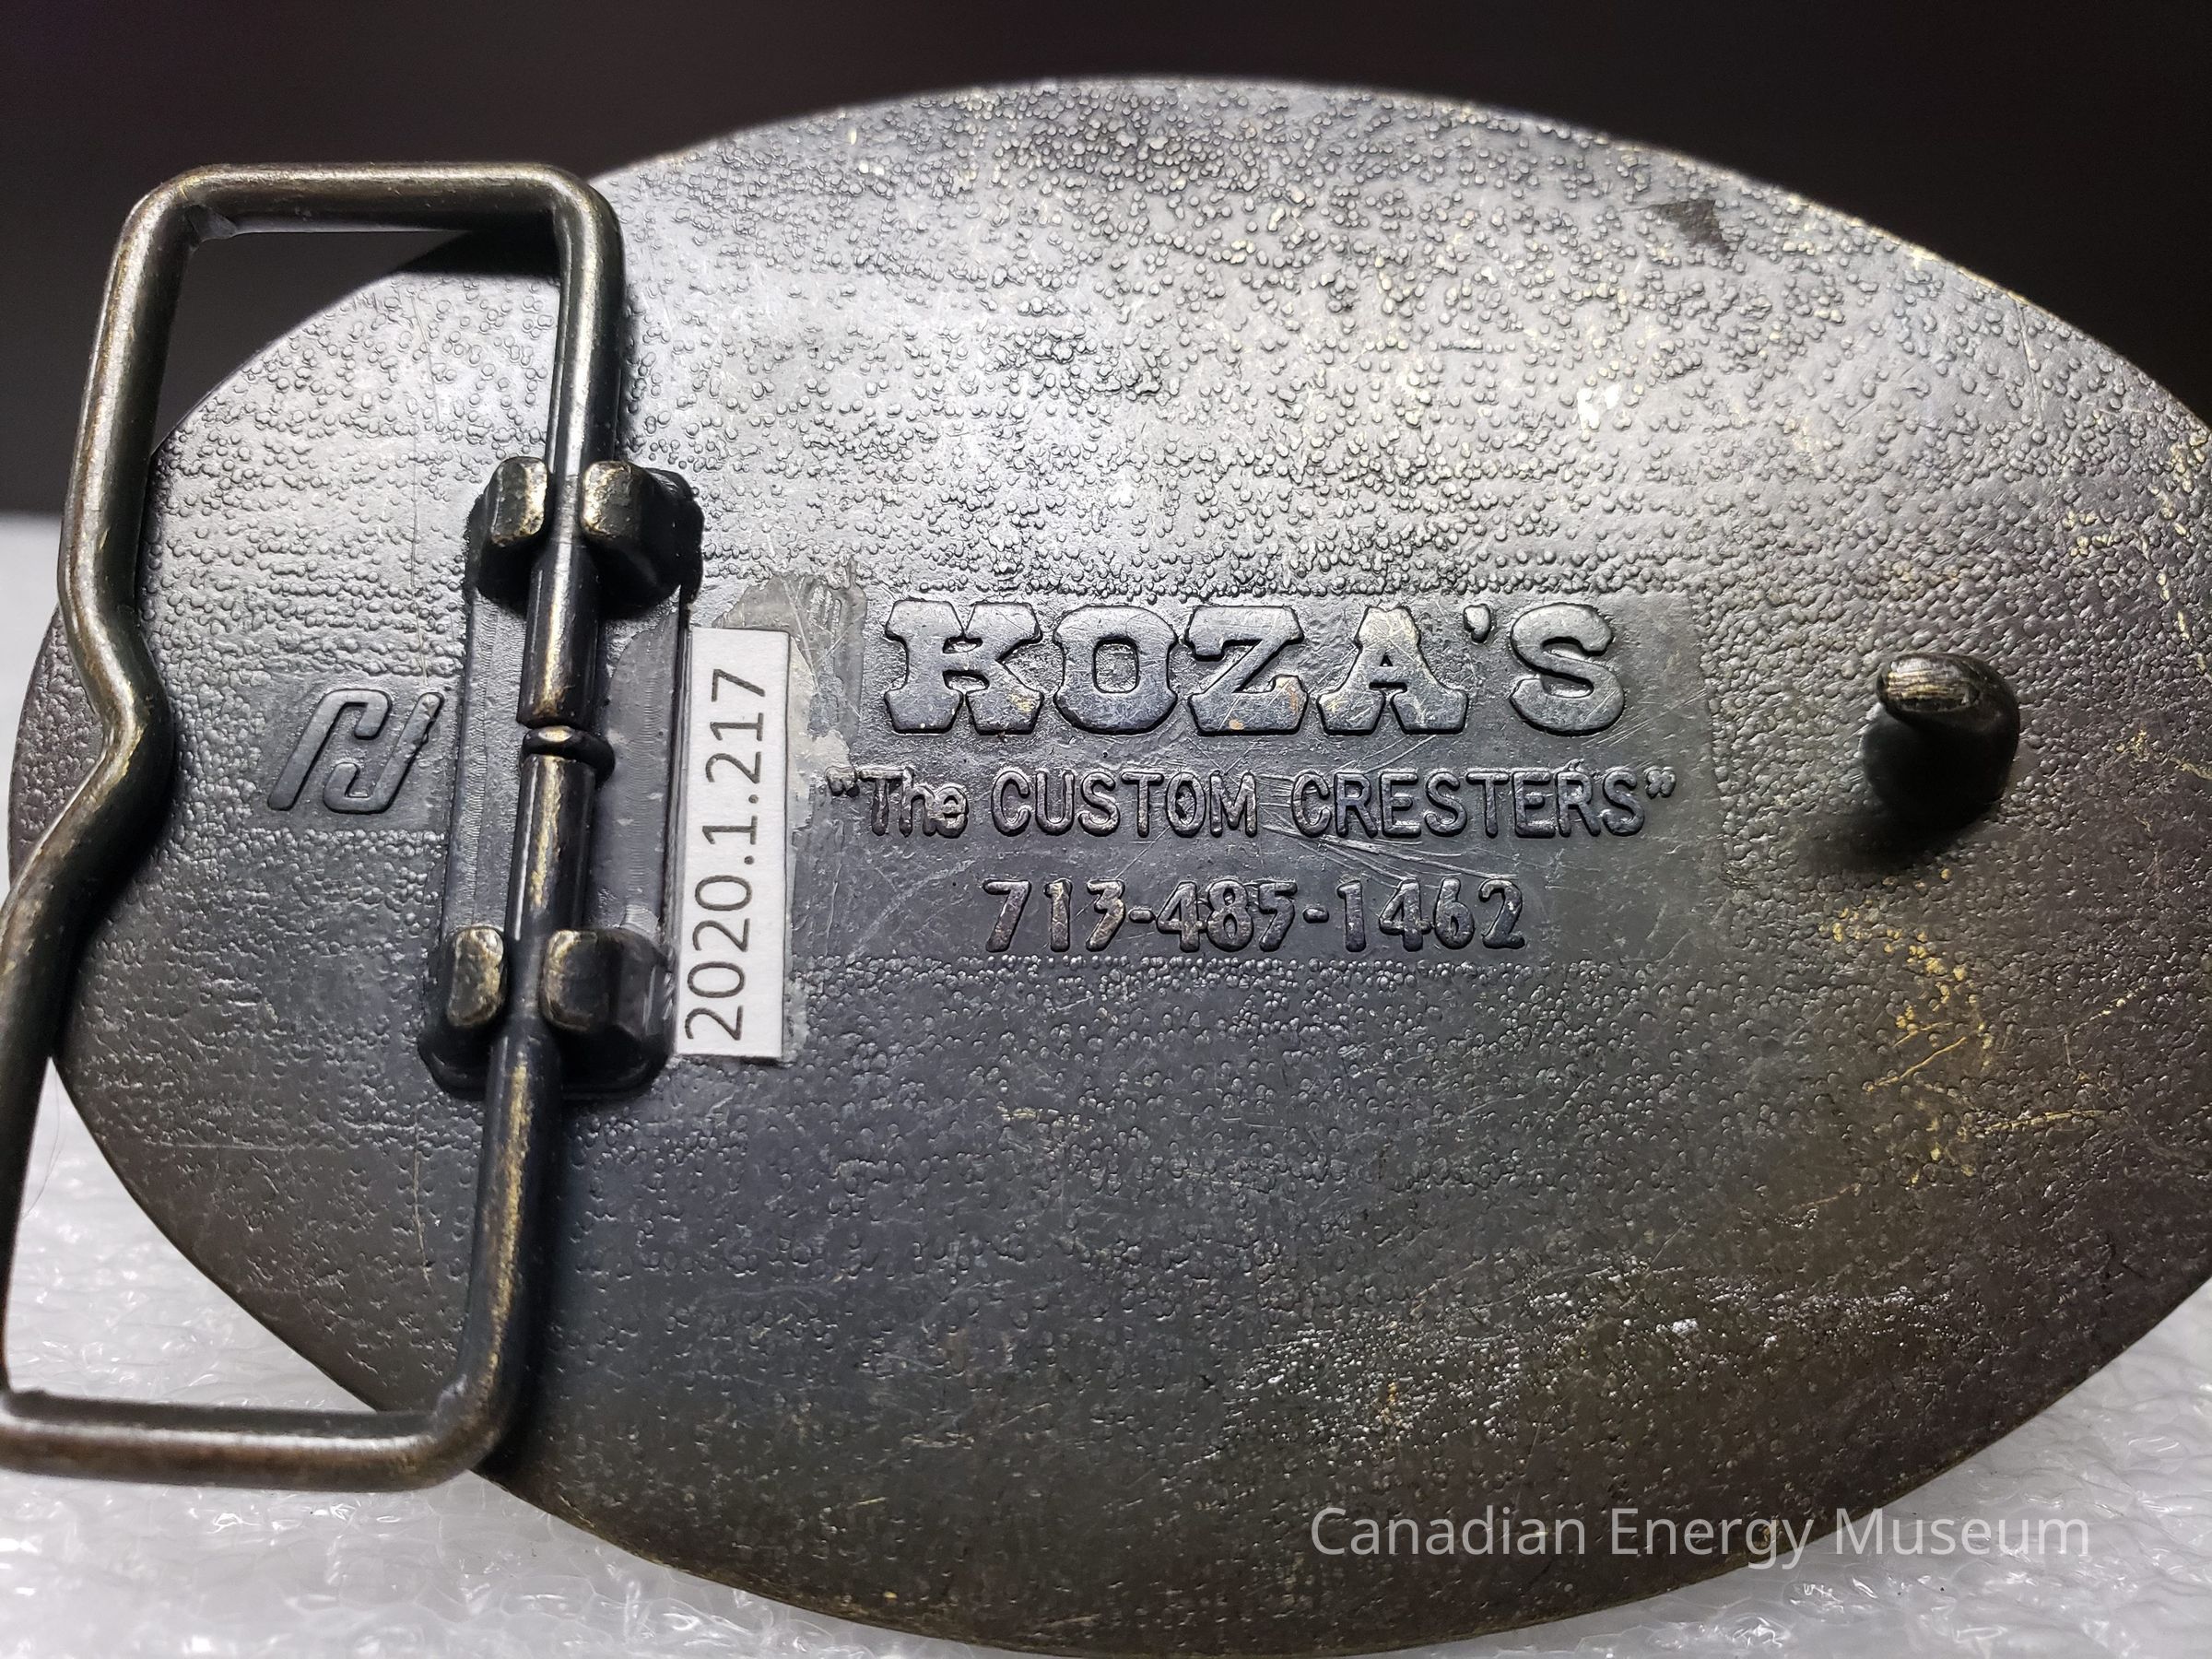 KOZA'S
"The CUSTOM CRESTERS"
713-485-1462
2020.1.217
Canadian Energy Museum